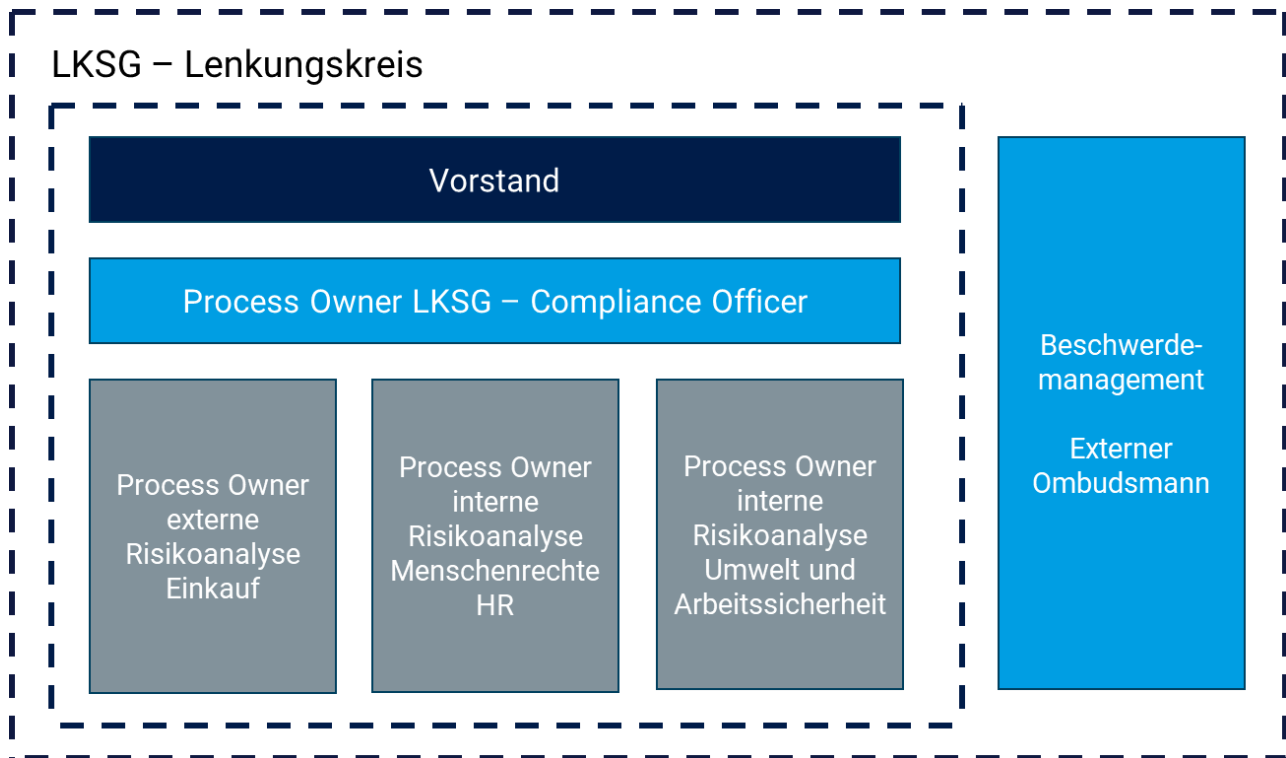 LKSG – Lenkungskreis
Vorstand
Process Owner LKSG – Compliance Officer
Process Owner
externe
Risikoanalyse
Einkauf
Process Owner
interne
Risikoanalyse
Menschenrechte
HR
Process Owner
interne
Risikoanalyse
Umwelt und
Arbeitssicherheit
Beschwerde-
management
Externer
Ombudsmann